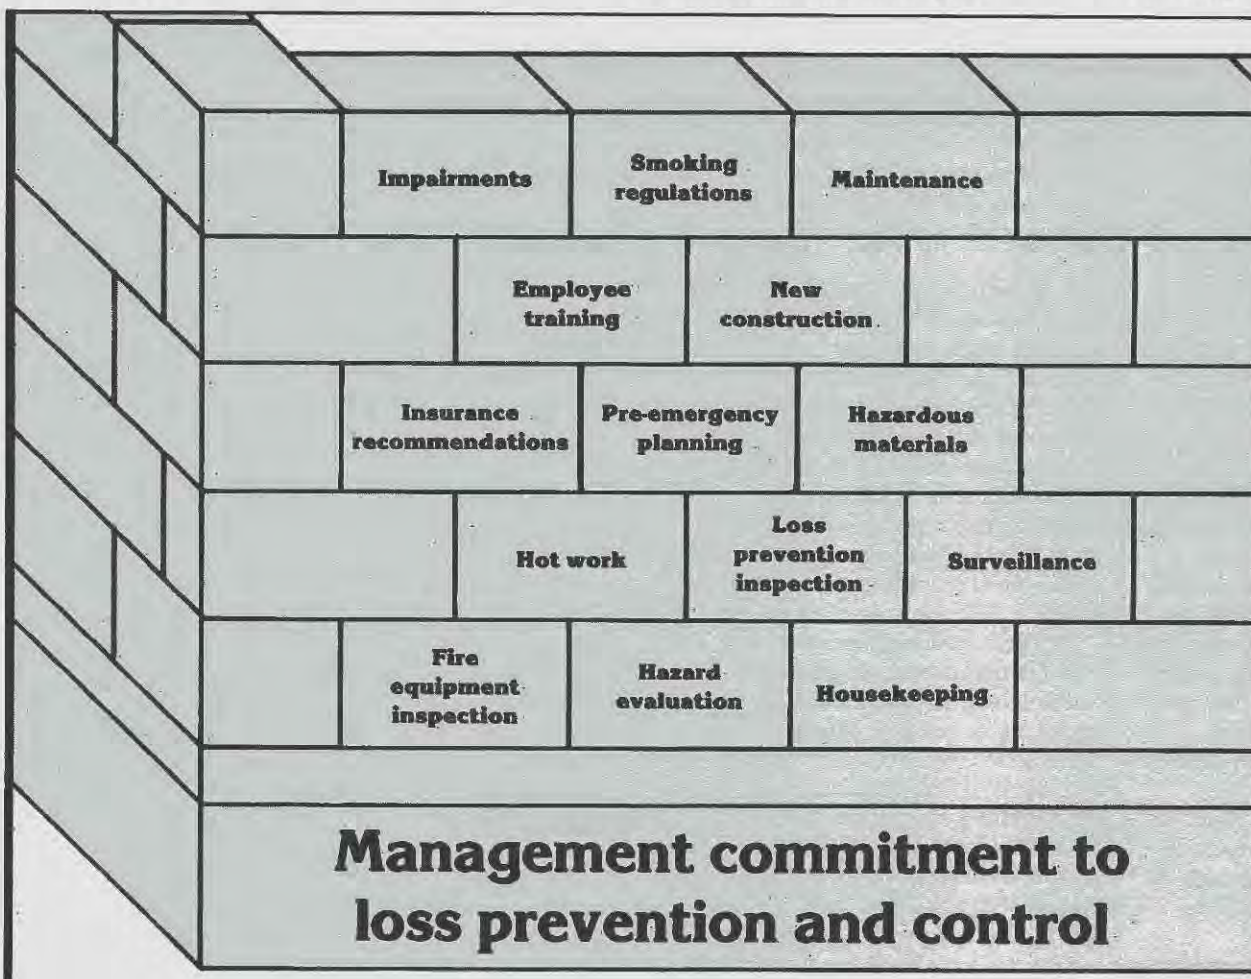 Impairments
Smoking
regulations
Maintenance
Employee
training
New
construction
Insurance
recommendations
Pre-emergency
planning
Hazardous
materials
Hot work
Loss
prevention
inspection
Surveillance
Fire
equipment
inspection
Hazard
evaluation
Housekeeping
Management commitment to
loss prevention and control